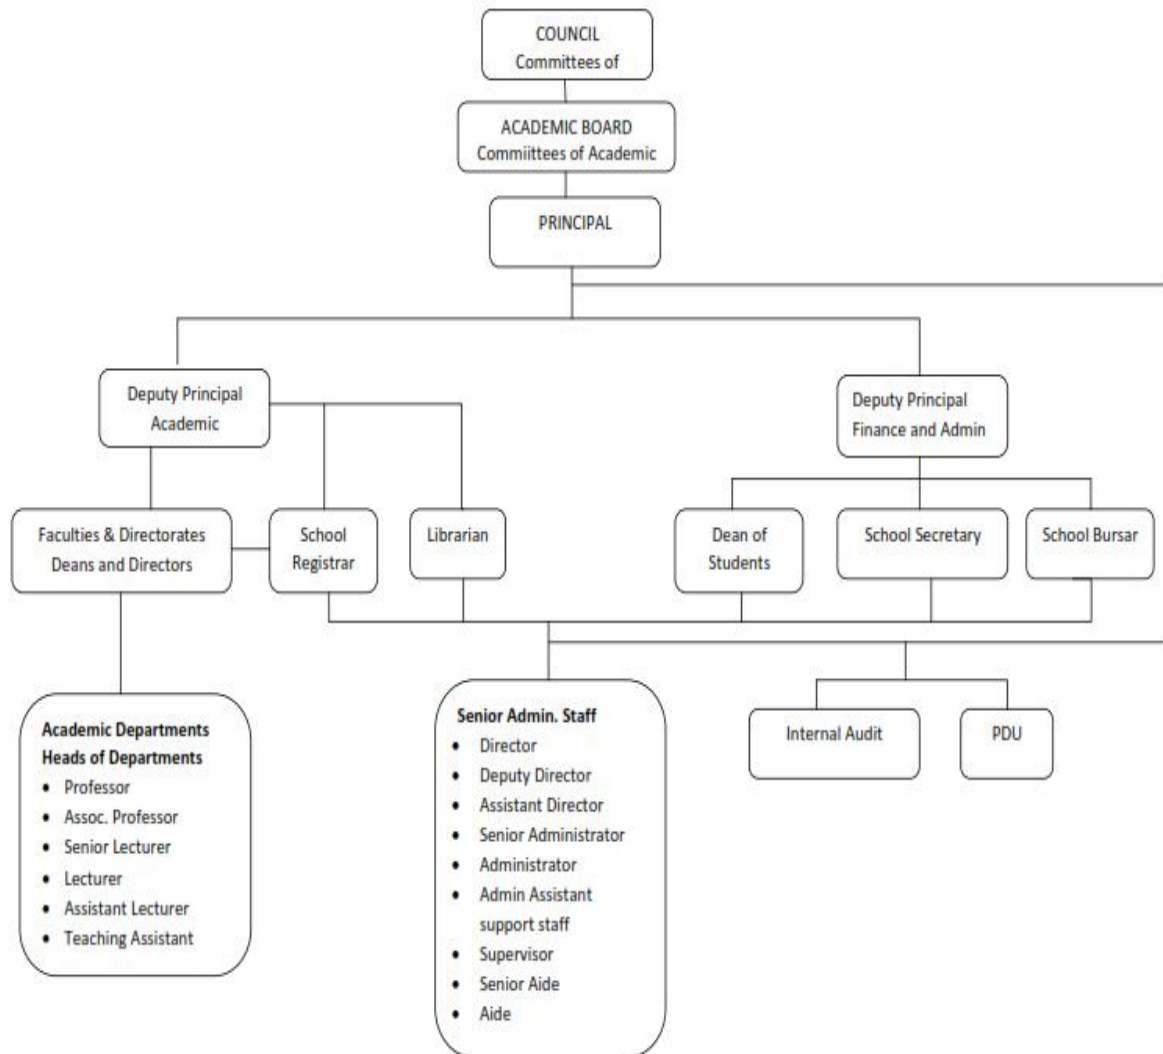 COUNCIL
Committees of
ACADEMIC BOARD
Commiittees of Academic
PRINCIPAL
Deputy Principal
Academic
Deputy Principal
Finance and Admin
Faculties & Directorates
Deans and Directors
School
Registrar
Librarian
Dean of
Students
School Secretary
School Bursar
Academic Departments
Heads of Departments
• Professor
• Assoc. Professor
• Senior Lecturer
• Lecturer
• Assistant Lecturer
• Teaching Assistant
Senior Admin. Staff
• Director
• Deputy Director
• Assistant Director
• Senior Administrator
• Administrator
• Admin Assistant
support staff
• Supervisor
• Senior Aide
• Aide
Internal Audit
PDU